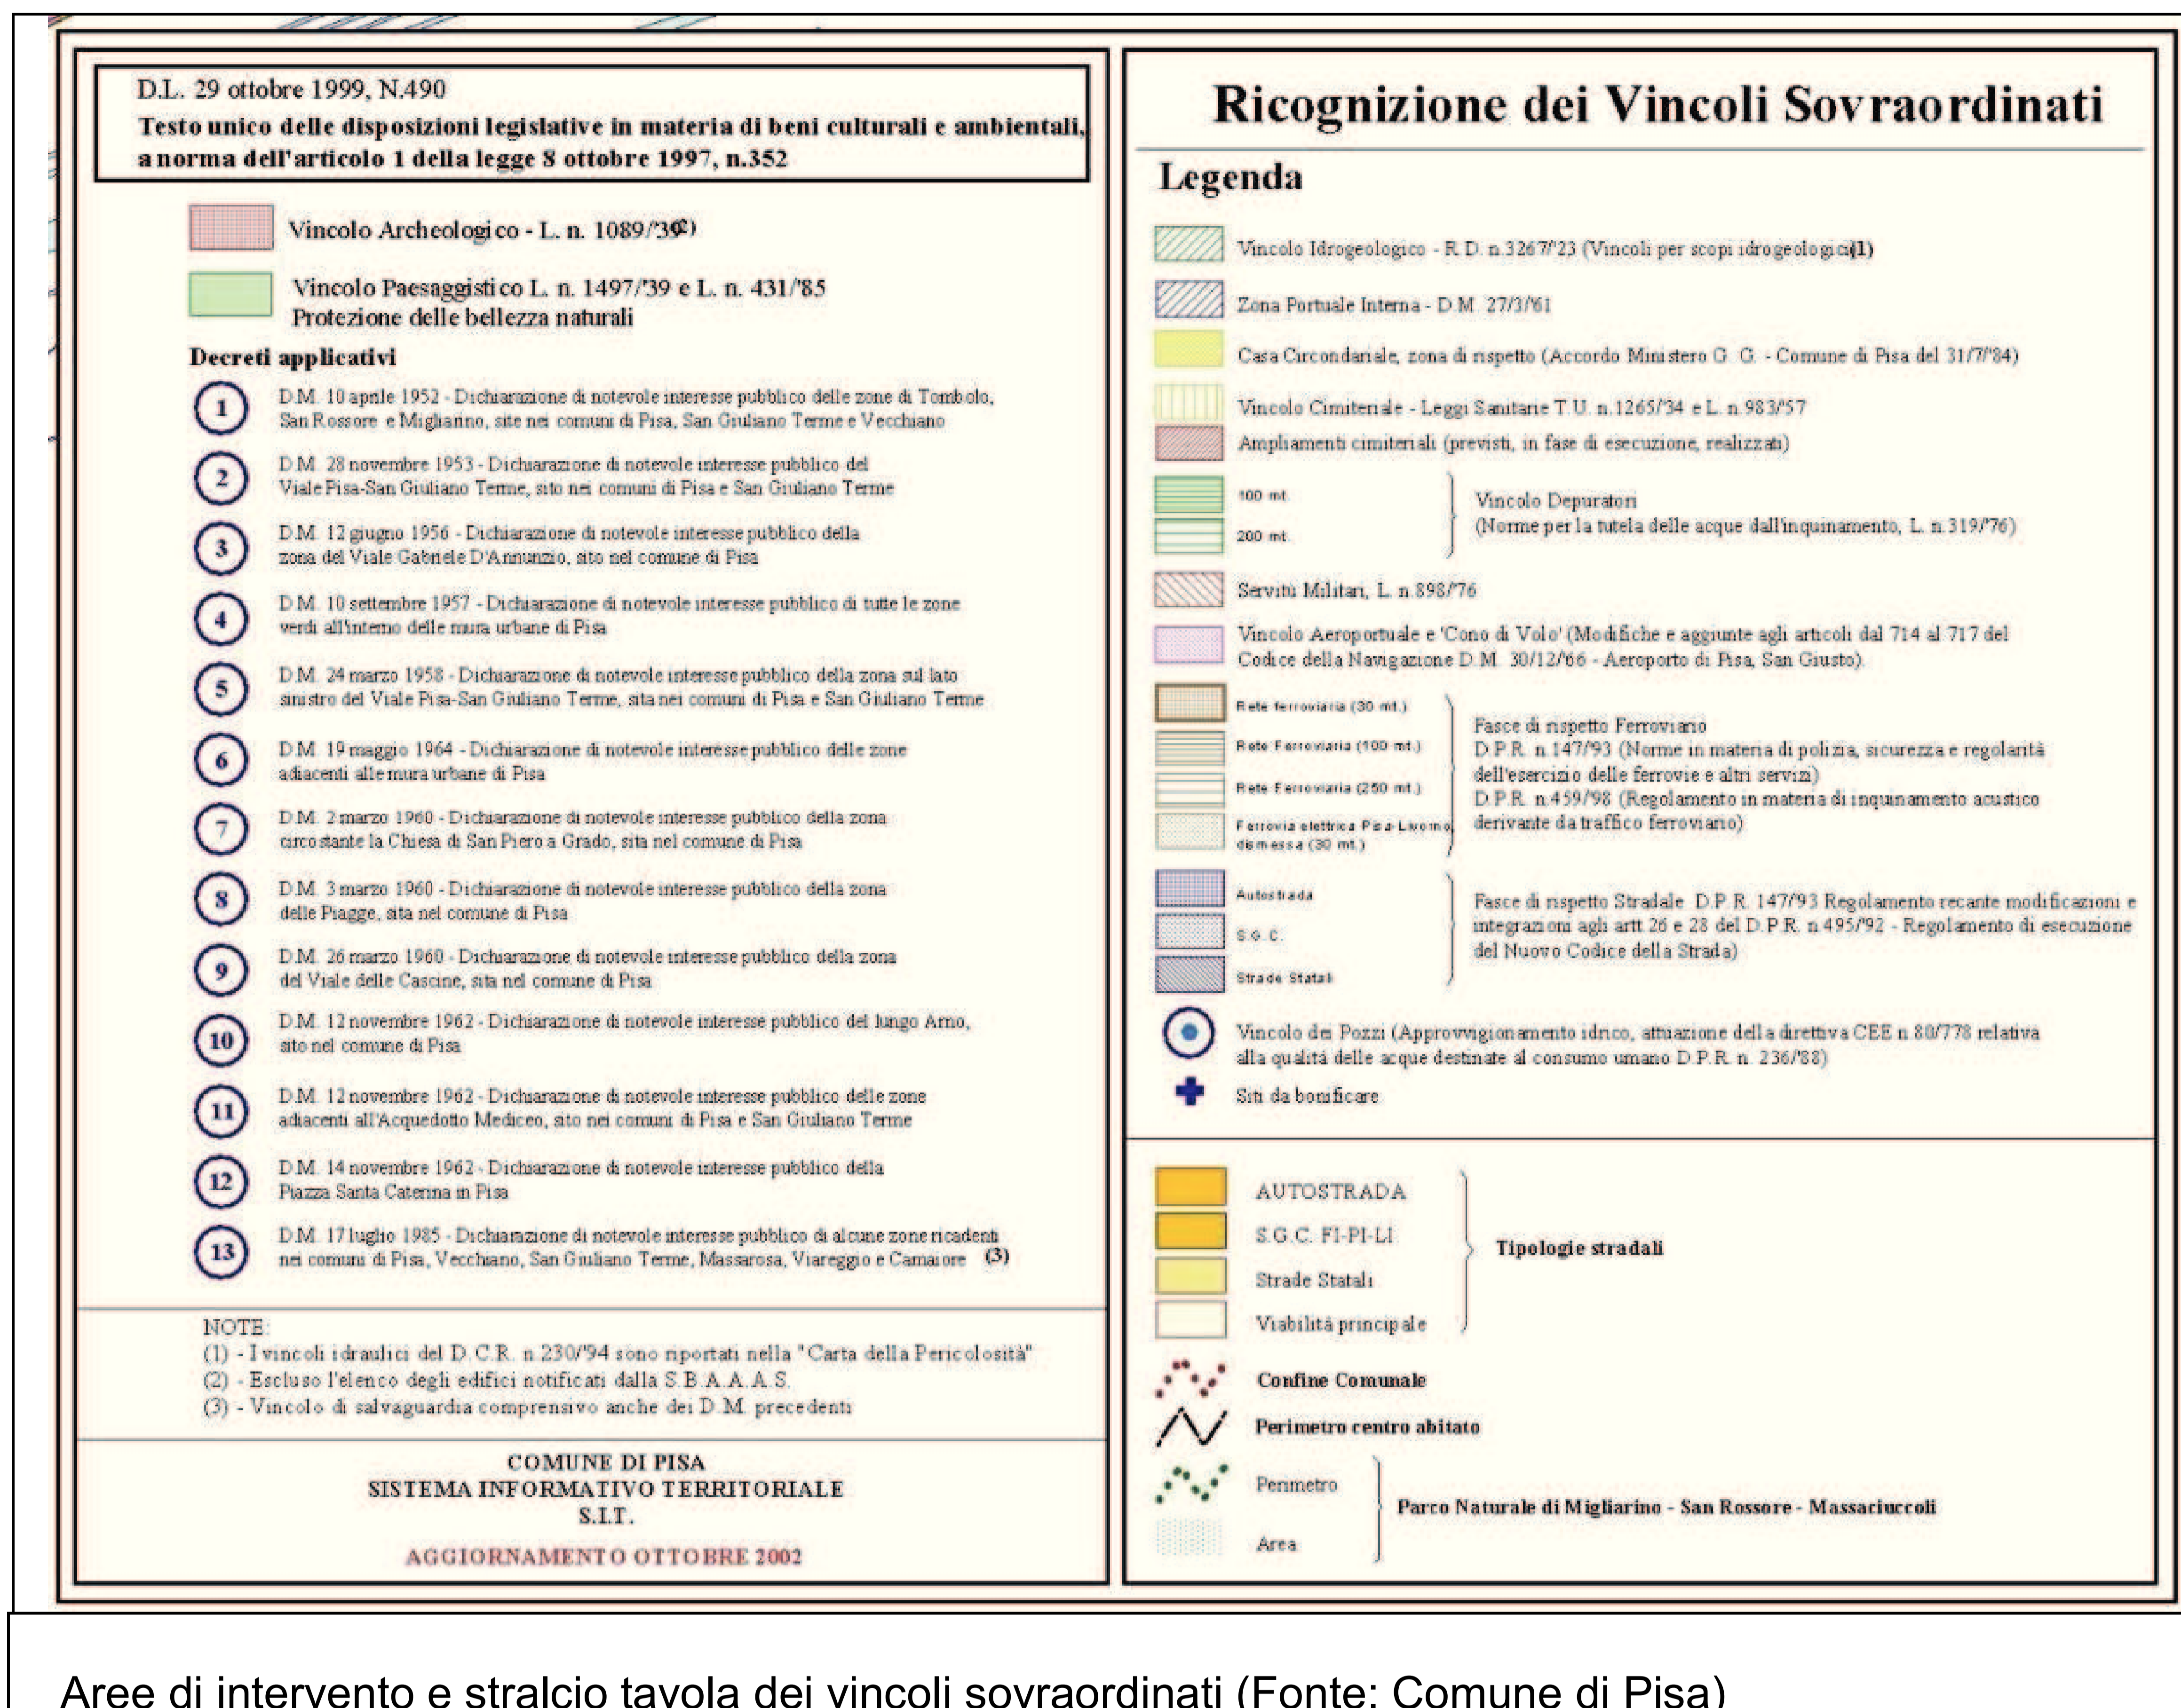 D.L. 29 ottobre 1999, N.490
Testo unico delle disposizioni legislative in materia di beni culturali e ambientali,
a norma dell'articolo 1 della legge 8 ottobre 1997, n.352
Vincolo Archeologico - L. n. 1089/'39
Vincolo Paesaggistico L. n. 1497/'39 e L. n. 431/'85
Protezione delle bellezza naturali
Decreti applicativi
1 D.M. 10 aprile 1952 - Dichiarazione di notevole interesse pubblico delle zone di Tombolo,
San Rossore e Migliarino, site nei comuni di Pisa, San Giuliano Terme e Vecchiano
2 D.M. 28 novembre 1953 - Dichiarazione di notevole interesse pubblico del
Viale Pisa-San Giuliano Terme, sito nei comuni di Pisa e San Giuliano Terme
3 D.M. 12 giugno 1956 - Dichiarazione di notevole interesse pubblico della
zona del Viale Gabriele D'Annunzio, sito nel comune di Pisa
4 D.M. 10 settembre 1957 - Dichiarazione di notevole interesse pubblico di tutte le zone
verdi all'interno delle mura urbane di Pisa
5 D.M. 24 marzo 1958 - Dichiarazione di notevole interesse pubblico della zona sul lato
sinistro del Viale Pisa-San Giuliano Terme, sita nei comuni di Pisa e San Giuliano Terme
6 D.M. 19 maggio 1964 - Dichiarazione di notevole interesse pubblico delle zone
adiacenti alle mura urbane di Pisa
7 D.M. 2 marzo 1960 - Dichiarazione di notevole interesse pubblico della zona
circostante la Chiesa di San Piero a Grado, sita nel comune di Pisa
8 D.M. 3 marzo 1960 - Dichiarazione di notevole interesse pubblico della zona
delle Piagge, sita nel comune di Pisa
9 D.M. 26 marzo 1960 - Dichiarazione di notevole interesse pubblico della zona
del Viale delle Cascine, sita nel comune di Pisa
10 D.M. 12 novembre 1962 - Dichiarazione di notevole interesse pubblico del lungo Arno,
sito nel comune di Pisa
11 D.M. 12 novembre 1962 - Dichiarazione di notevole interesse pubblico delle zone
adiacenti all'Acquedotto Mediceo, sito nei comuni di Pisa e San Giuliano Terme
12 D.M. 14 novembre 1962 - Dichiarazione di notevole interesse pubblico della
Piazza Santa Caterina in Pisa
13 D.M. 17 luglio 1985 - Dichiarazione di notevole interesse pubblico di alcune zone ricadenti
nei comuni di Pisa, Vecchiano, San Giuliano Terme, Massarosa, Viareggio e Camaiore (3)
NOTE:
(1) - I vincoli idraulici del D.C.R. n.230/'94 sono riportati nella "Carta della Pericolosità"
(2) - Escluso l'elenco degli edifici notificati dalla S.B.A.A.A.S.
(3) - Vincolo di salvaguardia comprensivo anche dei D.M. precedenti
COMUNE DI PISA
SISTEMA INFORMATIVO TERRITORIALE
S.I.T.
AGGIORNAMENTO OTTOBRE 2002
Ricognizione dei Vincoli Sovraordinati
Legenda
Vincolo Idrogeologico - R.D. n.3267/'23 (Vincoli per scopi idrogeologici)(1)
Zona Portuale Interna - D.M. 27/3/'61
Casa Circondariale, zona di rispetto (Accordo Ministero G. G. - Comune di Pisa del 31/7/'84)
Vincolo Cimiteriale - Leggi Sanitarie T.U. n.1265/'34 e L. n.983/'57
Ampliamenti cimiteriali (previsti, in fase di esecuzione, realizzati)
100 mt.
200 mt.
Vincolo Depuratori
(Norme per la tutela delle acque dall'inquinamento, L. n.319/'76)
Servitù Militari, L. n.898/'76
Vincolo Aeroportuale e 'Cono di Volo' (Modifiche e aggiunte agli articoli dal 714 al 717 del
Codice della Navigazione D.M. 30/12/'66 - Aeroporto di Pisa, San Giusto).
Rete ferroviaria (30 mt.)
Rete Ferroviaria (100 mt.)
Rete Ferroviaria (250 mt.)
Ferrovia elettrica Pisa-Livorno,
dismessa (30 mt.)
Fasce di rispetto Ferroviario
D.P.R. n.147/'93 (Norme in materia di polizia, sicurezza e regolarità
dell'esercizio delle ferrovie e altri servizi)
D.P.R. n.459/'98 (Regolamento in materia di inquinamento acustico
derivante da traffico ferroviario)
Autostrada
S.G.C.
Strade Statali
Fasce di rispetto Stradale D.P.R. 147/'93 Regolamento recante modificazioni e
integrazioni agli artt 26 e 28 del D.P.R. n.495/'92 - Regolamento di esecuzione
del Nuovo Codice della Strada)
Vincolo dei Pozzi (Approvvigionamento idrico, attuazione della direttiva CEE n.80/778 relativa
alla qualità delle acque destinate al consumo umano D.P.R. n. 236/'88)
Siti da bonificare
AUTOSTRADA
S.G.C. FI-PI-LI
Strade Statali
Viabilità principale
Tipologie stradali
Confine Comunale
Perimetro centro abitato
Perimetro
Area
Parco Naturale di Migliarino - San Rossore - Massaciuccoli
Aree di intervento e stralcio tavola dei vincoli sovraordinati (Fonte: Comune di Pisa)